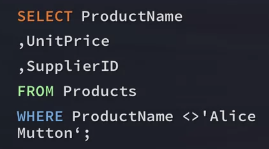 SELECT ProductName
,UnitPrice
,SupplierID
FROM Products
WHERE ProductName <>'Alice
Mutton‘;